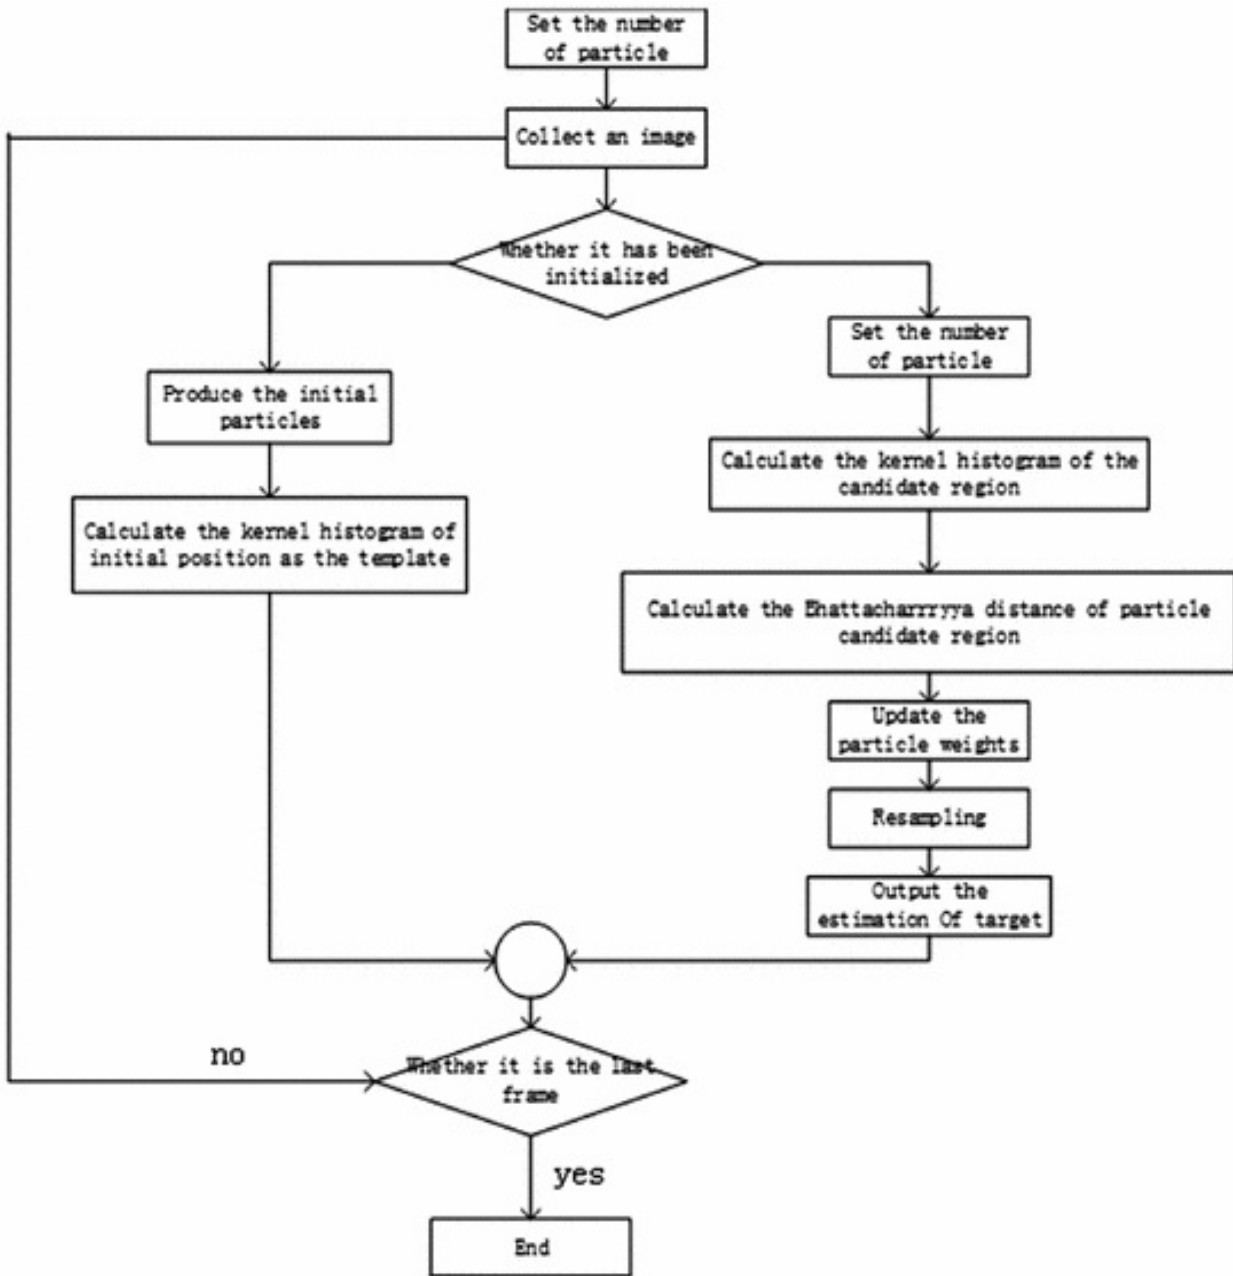 Set the number
of particle
Collect an image
Whether it has been
initialized
Set the number
of particle
Produce the initial
particles
Calculate the kernel histogram of the
candidate region
Calculate the kernel histogram of
initial position as the template
Calculate the Bhattacharrryya distance of particle
candidate region
Update the
particle weights
Resampling
Output the
estimation Of target
no
Whether it is the last
frame
yes
End